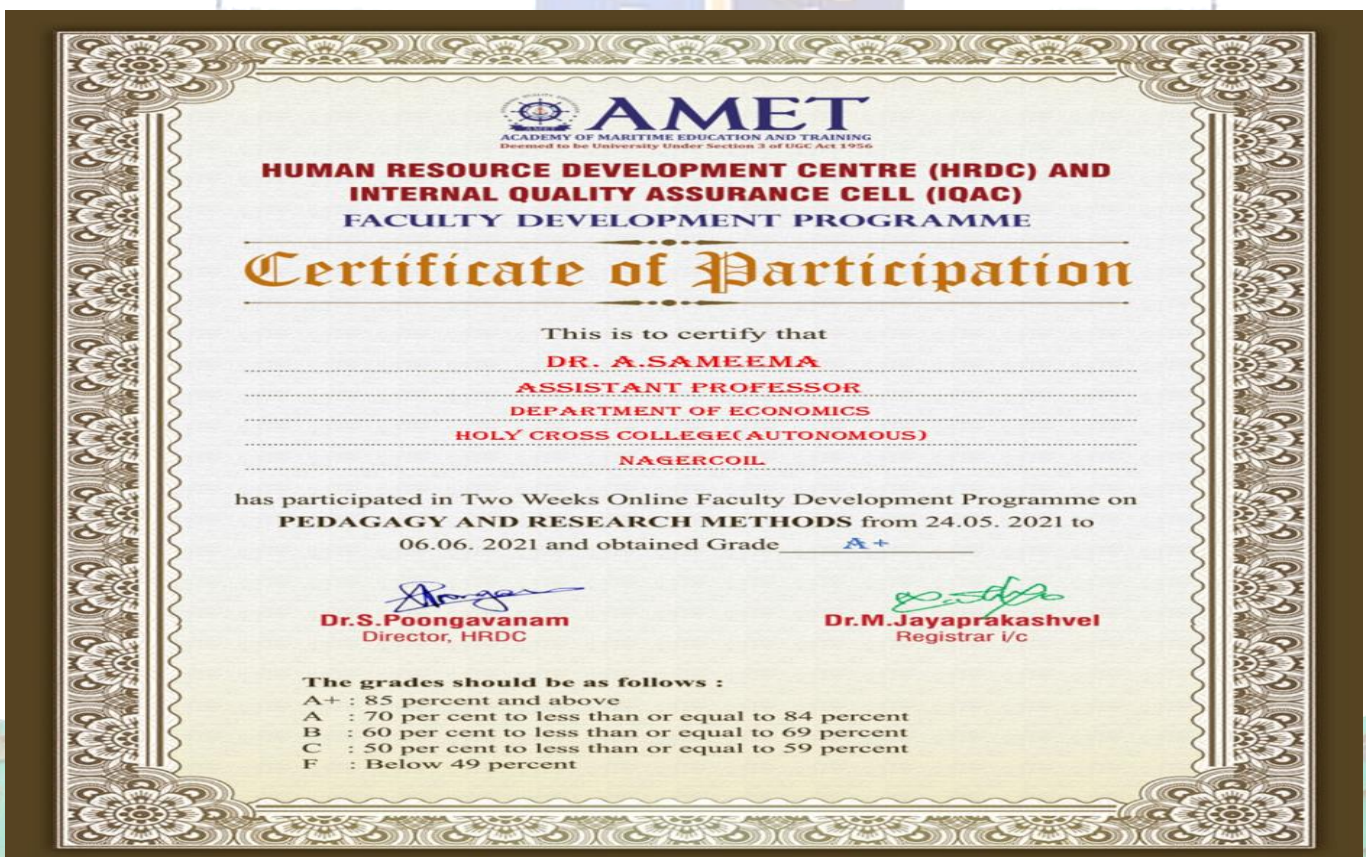 AMET
ACADEMY OF MARITIME EDUCATION AND TRAINING
Deemed to be University Under Section 3 of UGC Act 1956
HUMAN RESOURCE DEVELOPMENT CENTRE (HRDC) AND
INTERNAL QUALITY ASSURANCE CELL (IQAC)
FACULTY DEVELOPMENT PROGRAMME
Certificate of Participation
This is to certify that
DR. A.SAMEEMA
ASSISTANT PROFESSOR
DEPARTMENT OF ECONOMICS
HOLY CROSS COLLEGE(AUTONOMOUS)
NAGERCOIL
has participated in Two Weeks Online Faculty Development Programme on
PEDAGAGY AND RESEARCH METHODS from 24.05. 2021 to
06.06. 2021 and obtained Grade A+
Dr.S.Poongavanam Dr.M.Jayaprakashvel
Director, HRDC Registrar i/c
The grades should be as follows :
A+ : 85 percent and above
A : 70 per cent to less than or equal to 84 percent
B : 60 per cent to less than or equal to 69 percent
C : 50 per cent to less than or equal to 59 percent
F : Below 49 percent